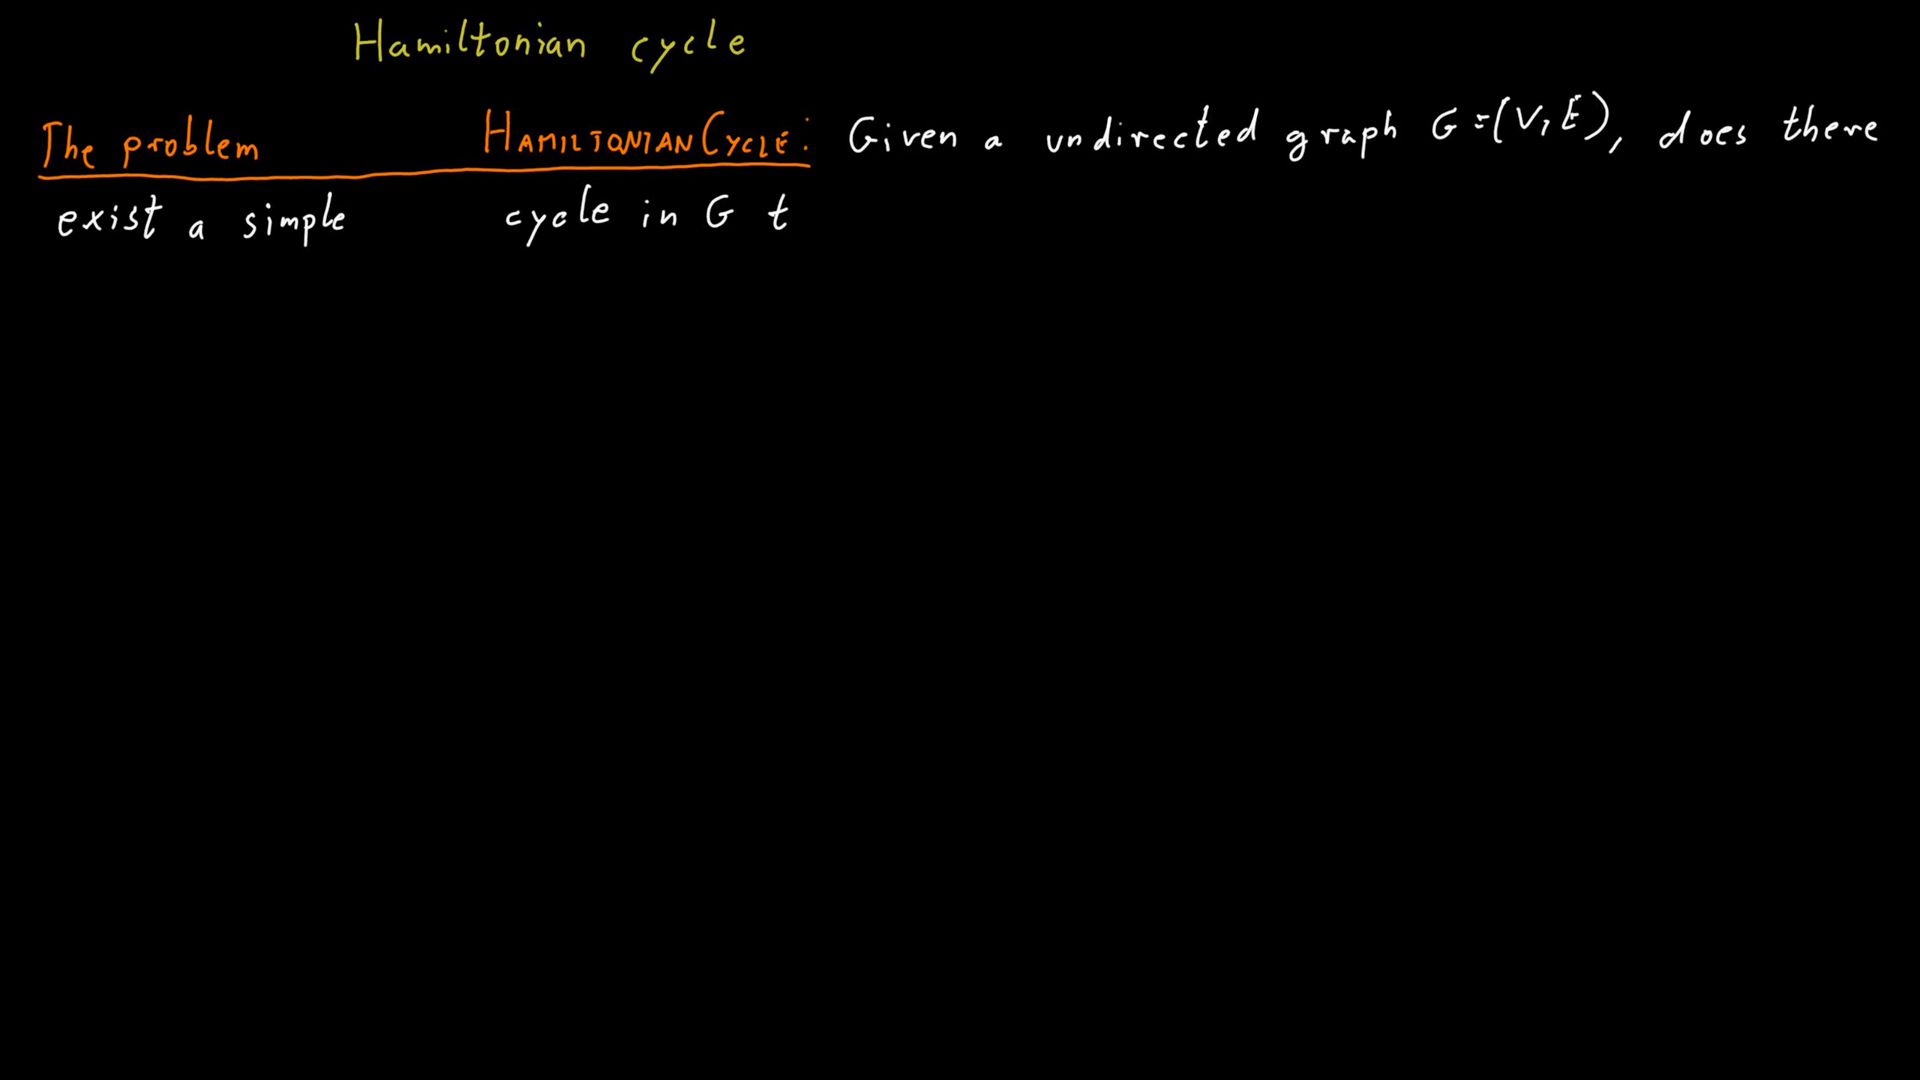 Hamiltonian cycle
The problem HAMILTONIANCYCLE: Given a undirected graph G=(V,E), does there
exist a simple cycle in G t